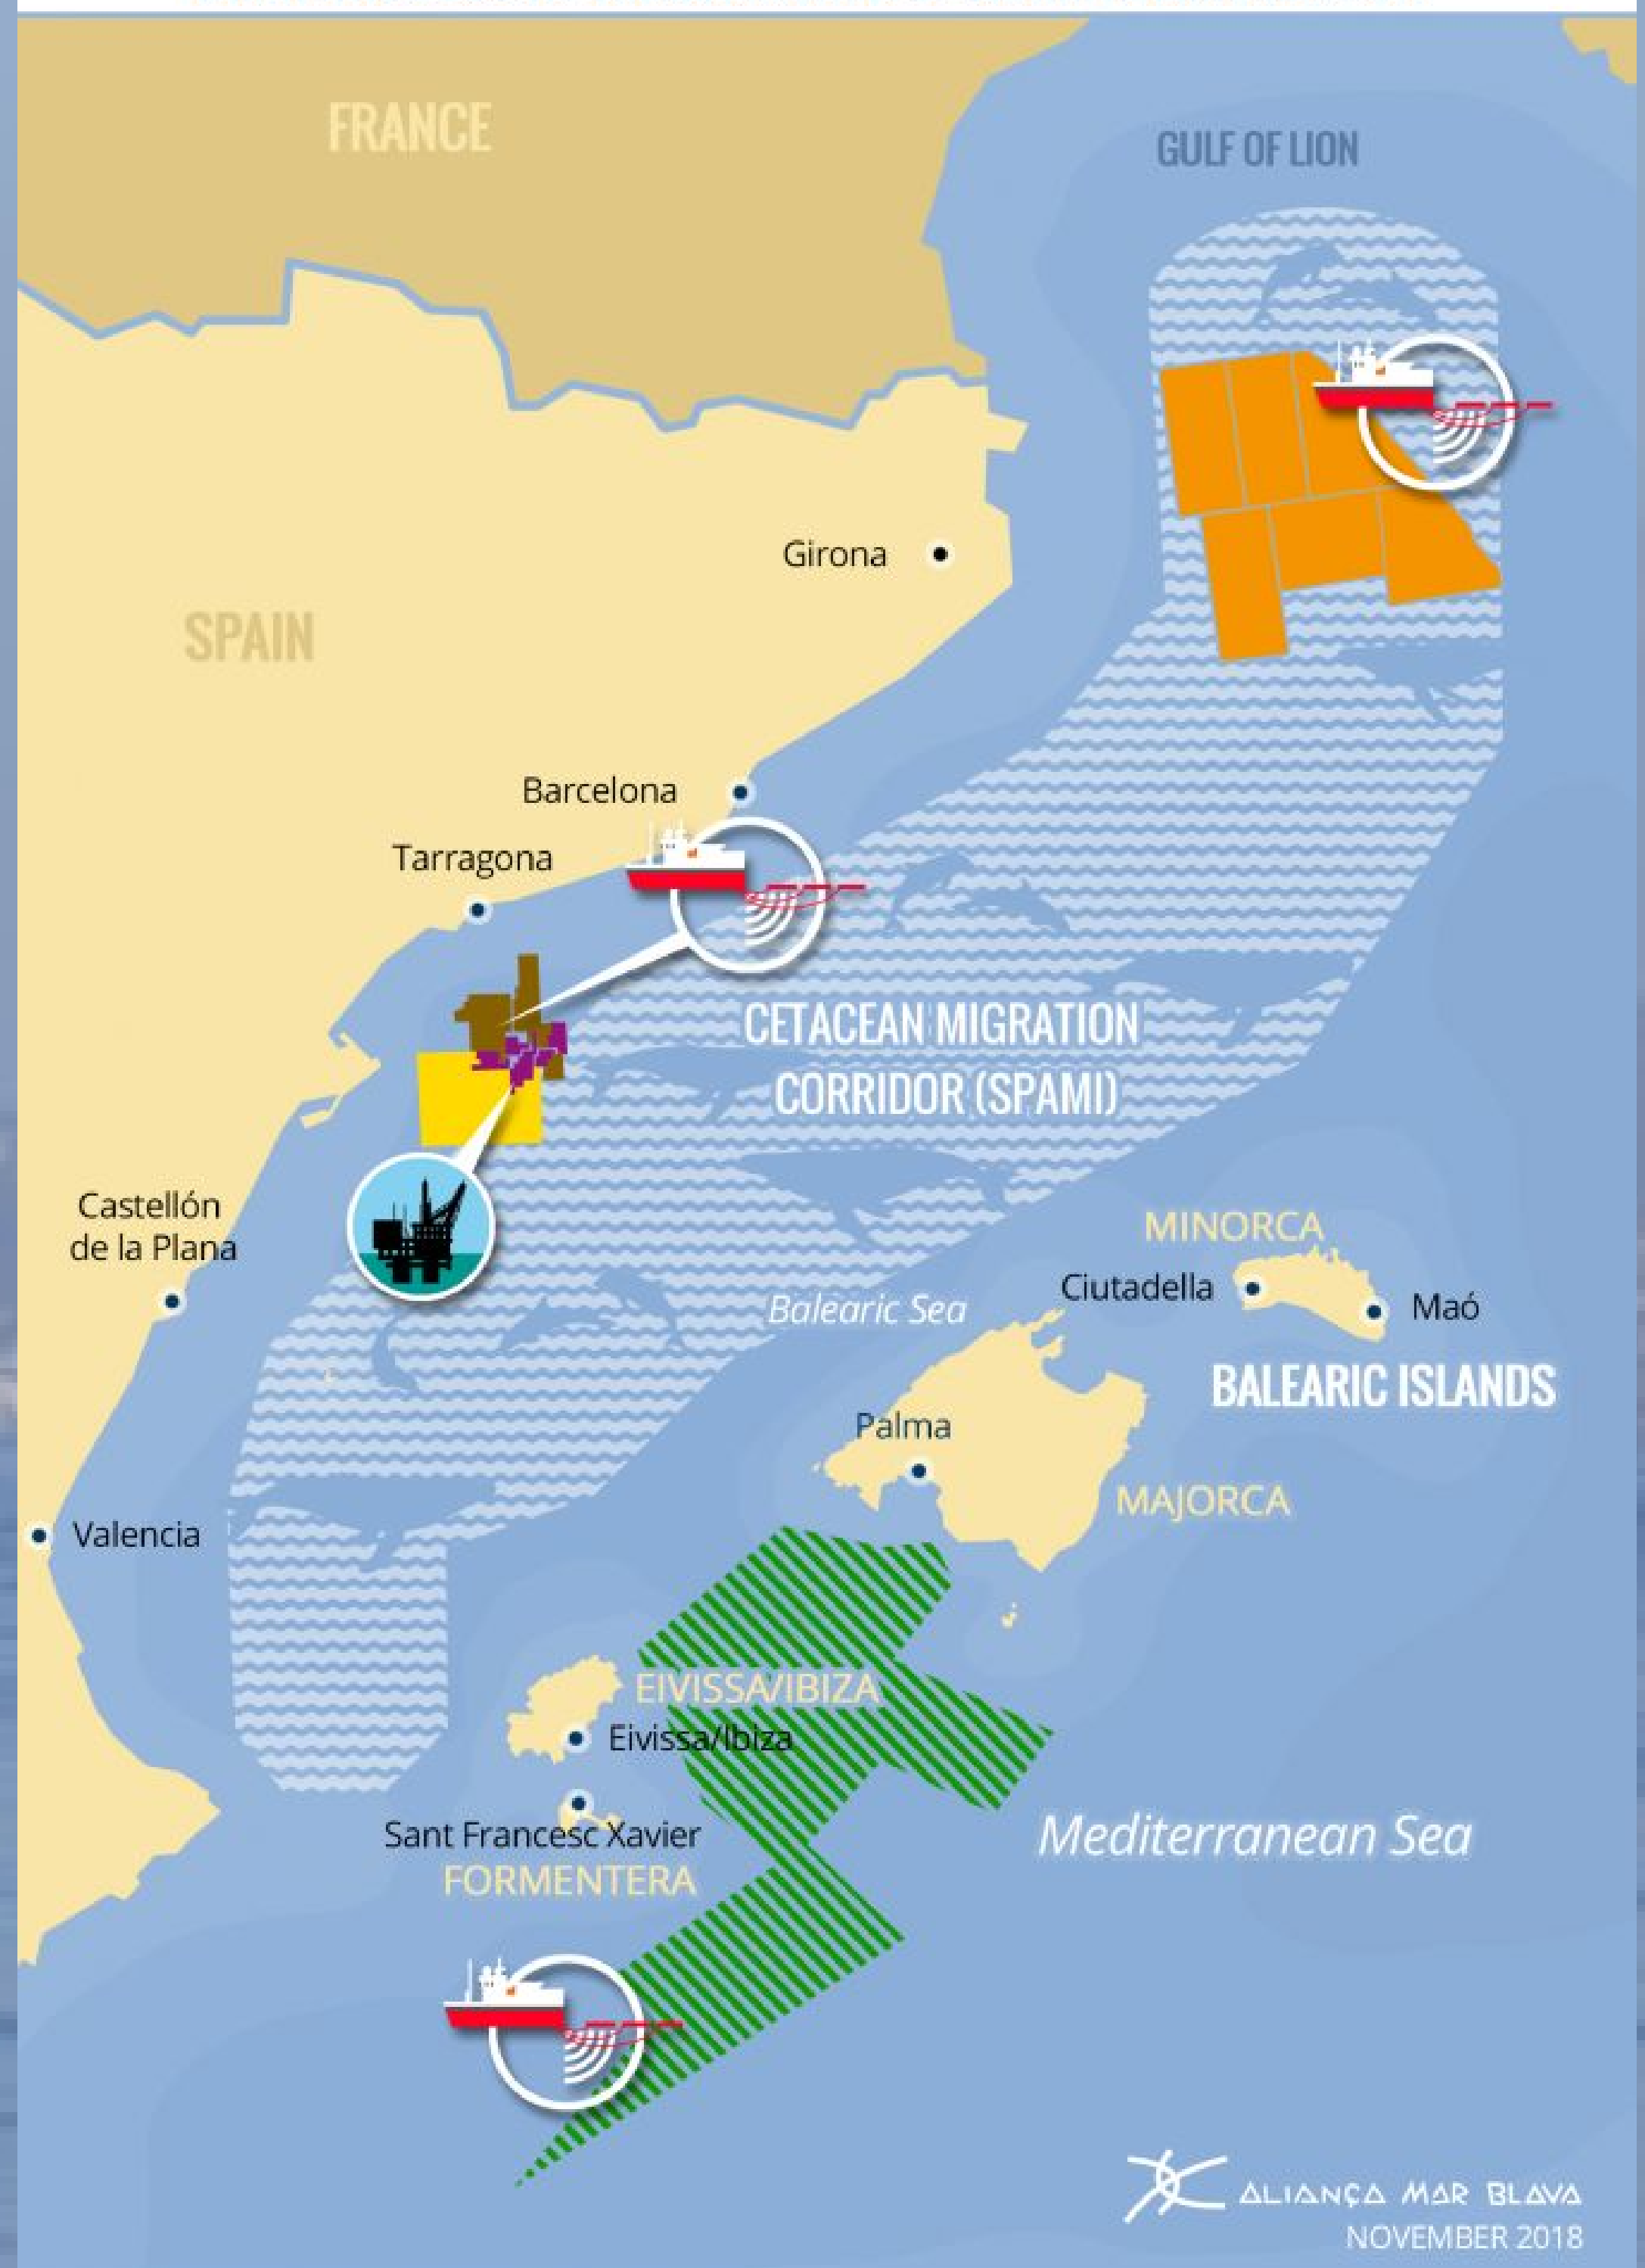 FRANCE
GULF OF LION
Girona
SPAIN
Barcelona
Tarragona
CETACEAN MIGRATION
CORRIDOR (SPAMI)
Castellón
de la Plana
MINORCA
Ciutadella
Maó
Balearic Sea
BALEARIC ISLANDS
Palma
MAJORCA
Valencia
EIVISSA/IBIZA
Eivissa/Ibiza
Sant Francesc Xavier
FORMENTERA
Mediterranean Sea
ALIANÇA MAR BLAVA
NOVEMBER 2018